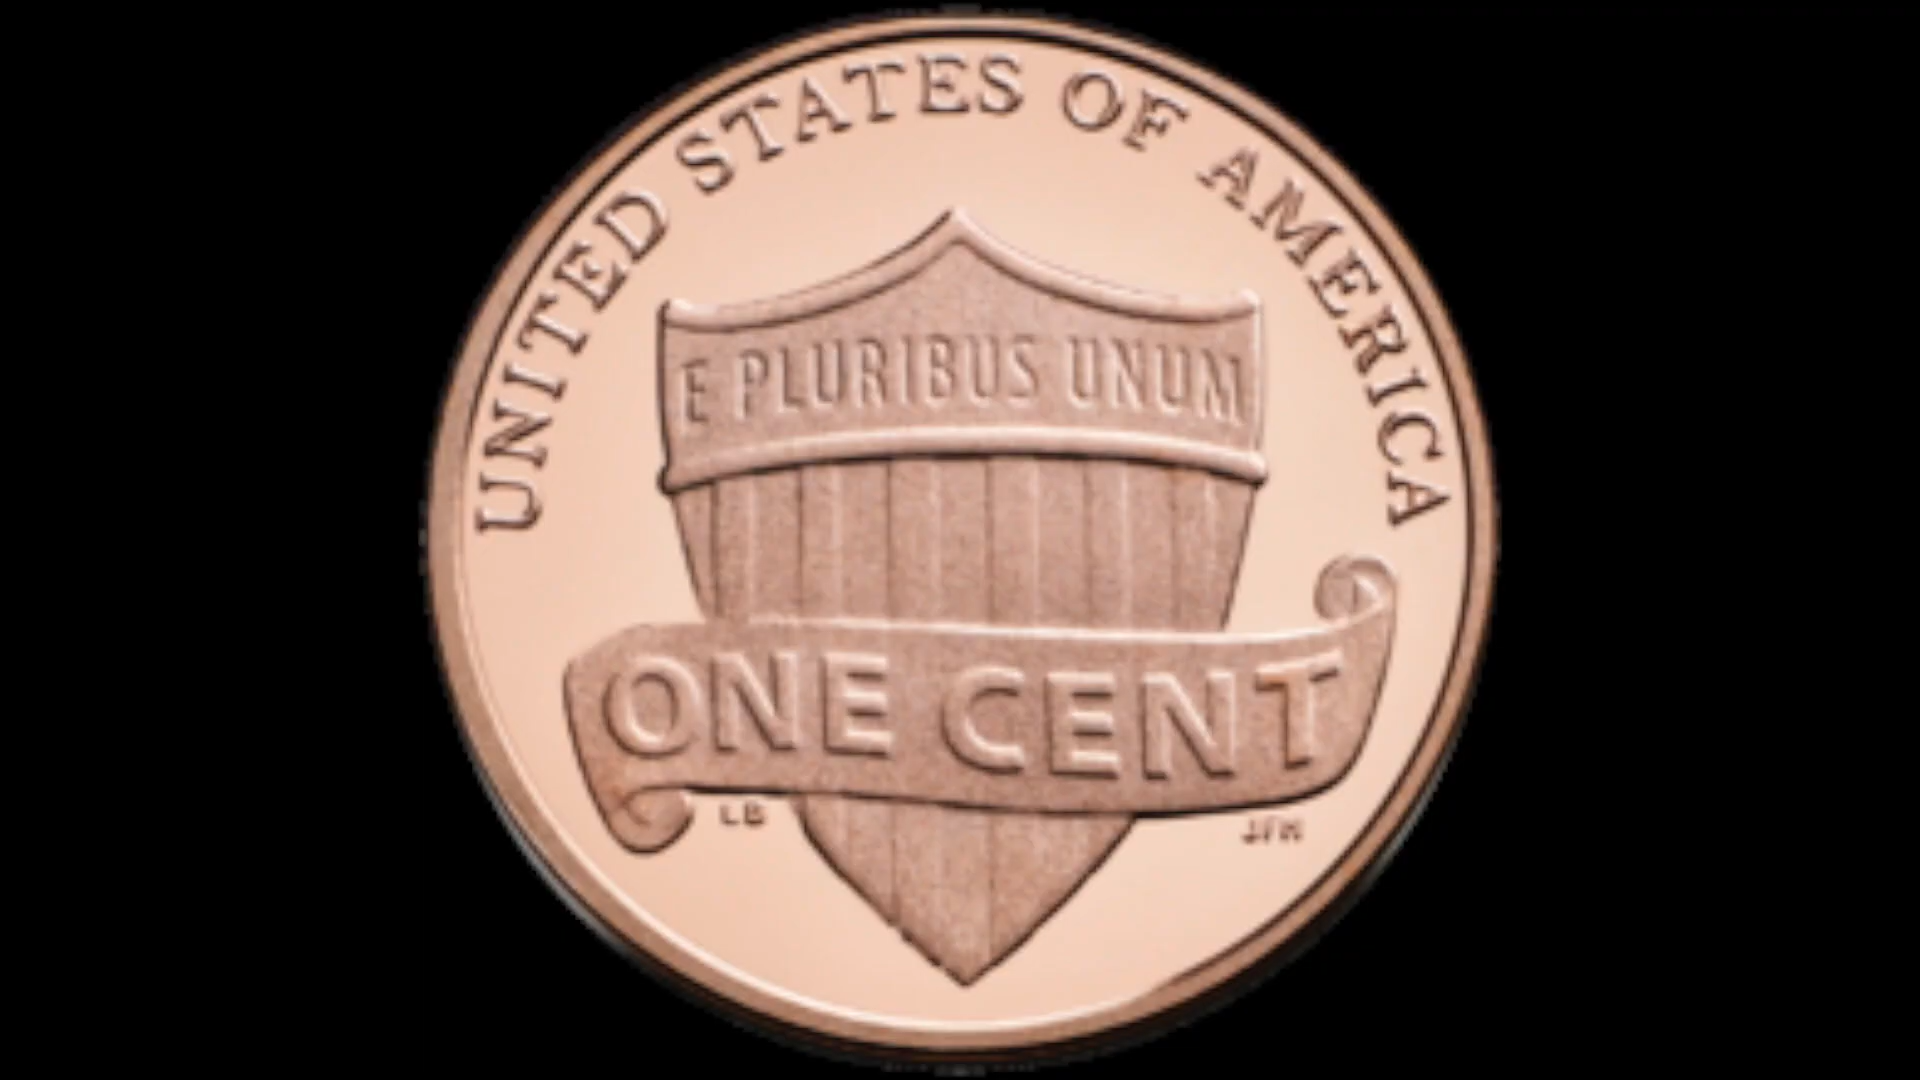 UNITED STATES OF AMERICA
E PLURIBUS UNUM
ONE CENT
LB
JFM